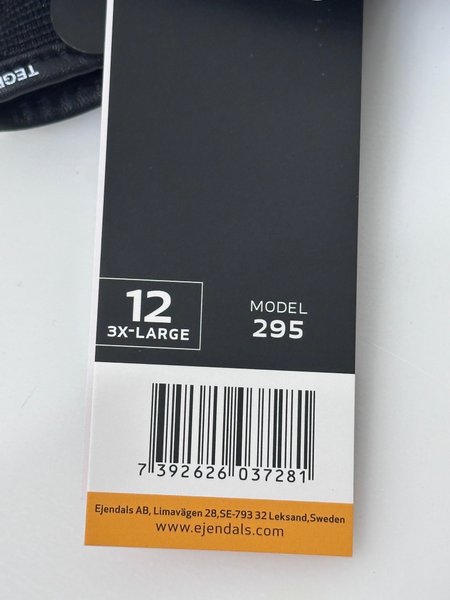 12
3X-LARGE
MODEL
295
7 392626 037281
Ejendals AB, Limavägen 28,SE-793 32 Leksand,Sweden
www.ejendals.com